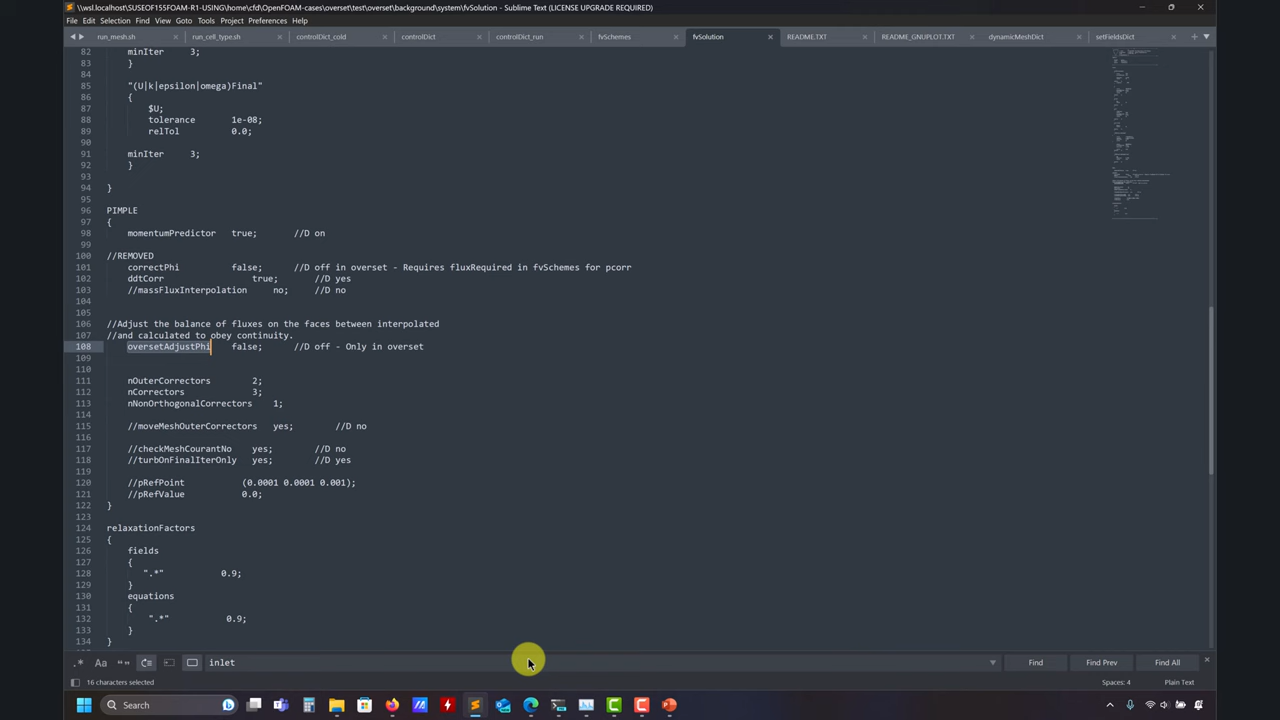 \\wsl.localhost\SUSEOF155FOAM-R1-USING\home\cfd\OpenFOAM-cases\overset\test\overset\background\system\fvSolution - Sublime Text (LICENSE UPGRADE REQUIRED)
File Edit Selection Find View Goto Tools Project Preferences Help
run_mesh.sh × run_cell_type.sh × controlDict_cold × controlDict × controlDict_run × fvSchemes × fvSolution × README.TXT × README_GNUPLOT.TXT × dynamicMeshDict × setFieldsDict ×
82 minIter 3;
83 }
84
85 "(U|k|epsilon|omega)Final"
86 {
87 $U;
88 tolerance 1e-08;
89 relTol 0.0;
90
91 minIter 3;
92 }
93
94 }
95
96 PIMPLE
97 {
98 momentumPredictor true; //D on
99
100 //REMOVED
101 correctPhi false; //D off in overset - Requires fluxRequired in fvSchemes for pcorr
102 ddtCorr true; //D yes
103 //massFluxInterpolation no; //D no
104
105
106 //Adjust the balance of fluxes on the faces between interpolated
107 //and calculated to obey continuity.
108 oversetAdjustPhi false; //D off - Only in overset
109
110
111 nOuterCorrectors 2;
112 nCorrectors 3;
113 nNonOrthogonalCorrectors 1;
114
115 //moveMeshOuterCorrectors yes; //D no
116
117 //checkMeshCourantNo yes; //D no
118 //turbOnFinalIterOnly yes; //D yes
119
120 //pRefPoint (0.0001 0.0001 0.001);
121 //pRefValue 0.0;
122 }
123
124 relaxationFactors
125 {
126 fields
127 {
128 ".*" 0.9;
129 }
130 equations
131 {
132 ".*" 0.9;
133 }
134 }
.* Aa “” inlet Find Find Prev Find All ×
16 characters selected Spaces: 4 Plain Text
Search